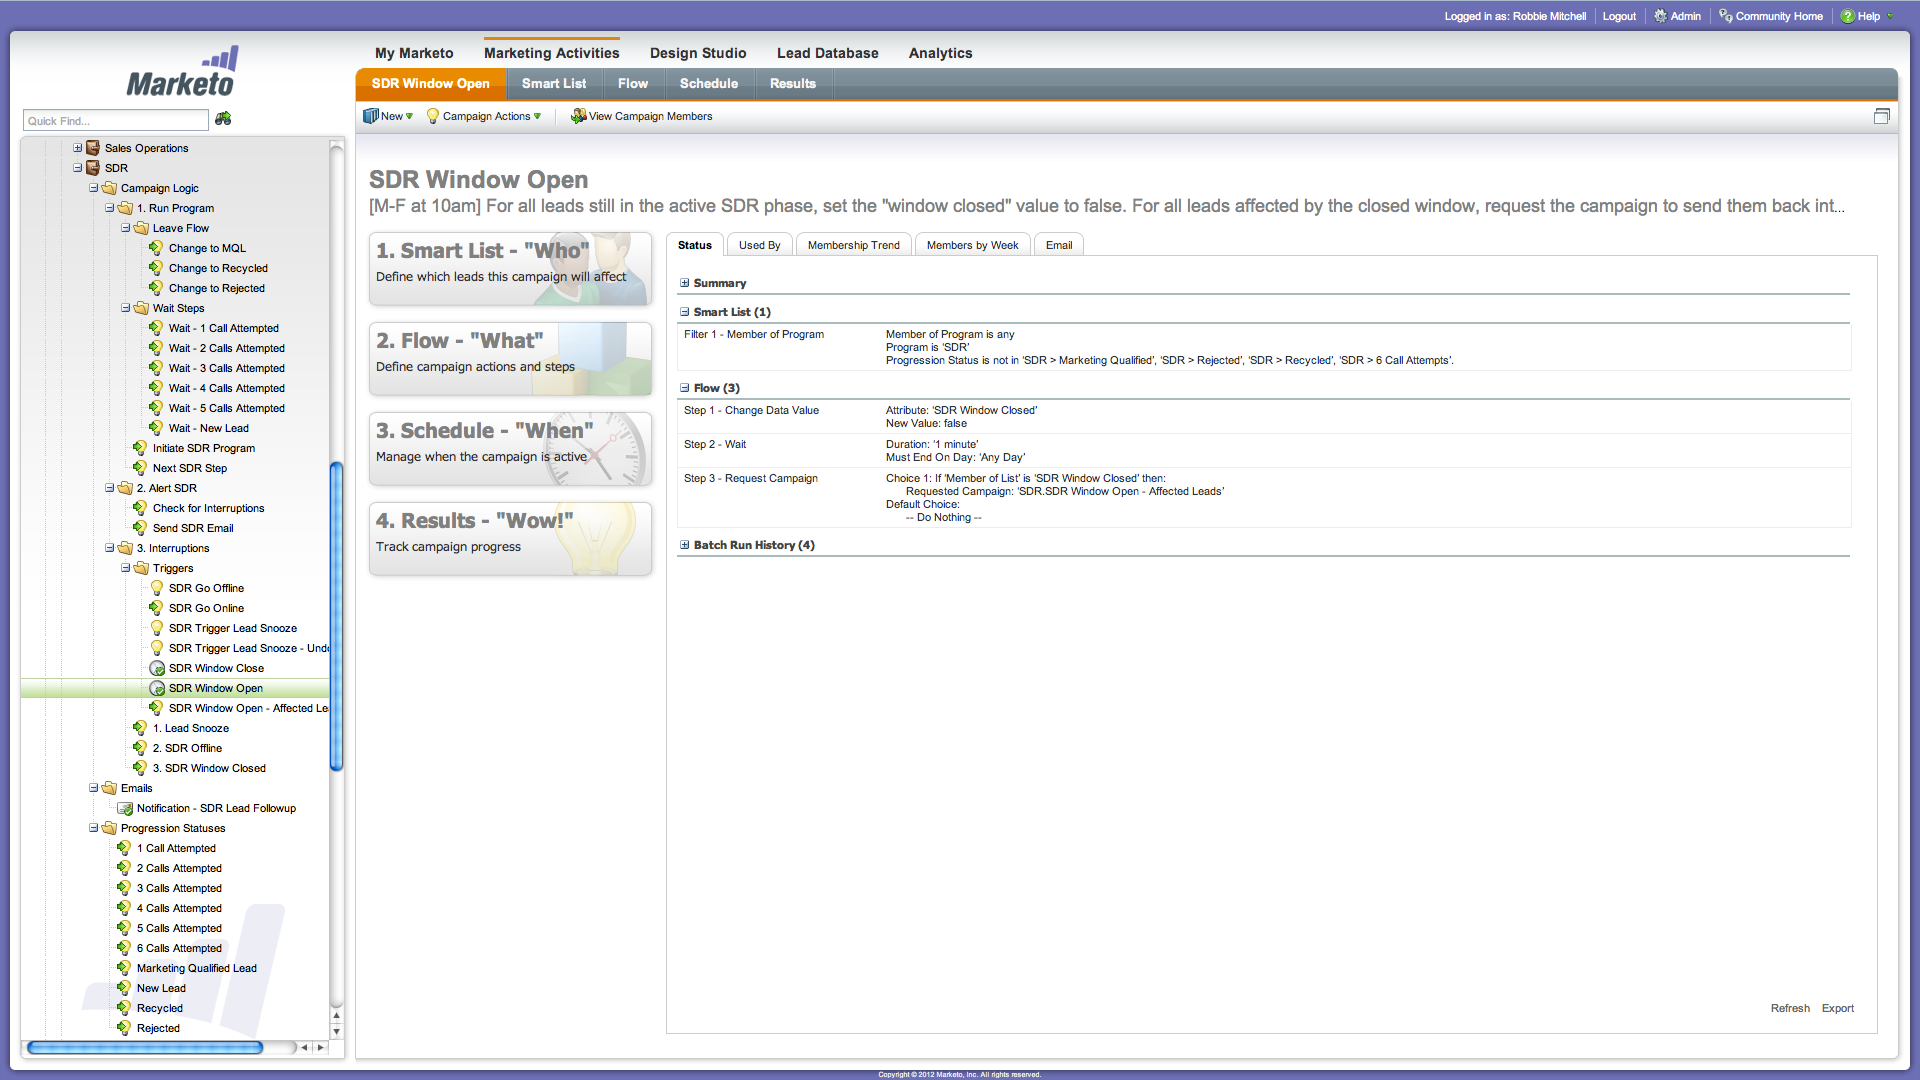 Logged in as: Robbie Mitchell
Logout
Admin
Community Home
Help
Marketo
My Marketo
Marketing Activities
Design Studio
Lead Database
Analytics
SDR Window Open
Smart List
Flow
Schedule
Results
Quick Find...
New
Campaign Actions
View Campaign Members
Sales Operations
SDR
Campaign Logic
1. Run Program
Leave Flow
Change to MQL
Change to Recycled
Change to Rejected
Wait Steps
Wait - 1 Call Attempted
Wait - 2 Calls Attempted
Wait - 3 Calls Attempted
Wait - 4 Calls Attempted
Wait - 5 Calls Attempted
Wait - New Lead
Initiate SDR Program
Next SDR Step
2. Alert SDR
Check for Interruptions
Send SDR Email
3. Interruptions
Triggers
SDR Go Offline
SDR Go Online
SDR Trigger Lead Snooze
SDR Trigger Lead Snooze - Undo
SDR Window Close
SDR Window Open
SDR Window Open - Affected Le
1. Lead Snooze
2. SDR Offline
3. SDR Window Closed
Emails
Notification - SDR Lead Followup
Progression Statuses
1 Call Attempted
2 Calls Attempted
3 Calls Attempted
4 Calls Attempted
5 Calls Attempted
6 Calls Attempted
Marketing Qualified Lead
New Lead
Recycled
Rejected
SDR Window Open
[M-F at 10am] For all leads still in the active SDR phase, set the "window closed" value to false. For all leads affected by the closed window, request the campaign to send them back int...
1. Smart List - "Who"
Define which leads this campaign will affect
2. Flow - "What"
Define campaign actions and steps
3. Schedule - "When"
Manage when the campaign is active
4. Results - "Wow!"
Track campaign progress
Status
Used By
Membership Trend
Members by Week
Email
Summary
Smart List (1)
Filter 1 - Member of Program
Member of Program is any
Program is 'SDR'
Progression Status is not in 'SDR > Marketing Qualified', 'SDR > Rejected', 'SDR > Recycled', 'SDR > 6 Call Attempts'.
Flow (3)
Step 1 - Change Data Value
Attribute: 'SDR Window Closed'
New Value: false
Step 2 - Wait
Duration: '1 minute'
Must End On Day: 'Any Day'
Step 3 - Request Campaign
Choice 1: If 'Member of List' is 'SDR Window Closed' then:
Requested Campaign: 'SDR.SDR Window Open - Affected Leads'
Default Choice:
-- Do Nothing --
Batch Run History (4)
Refresh
Export
Copyright © 2012 Marketo, Inc. All rights reserved.